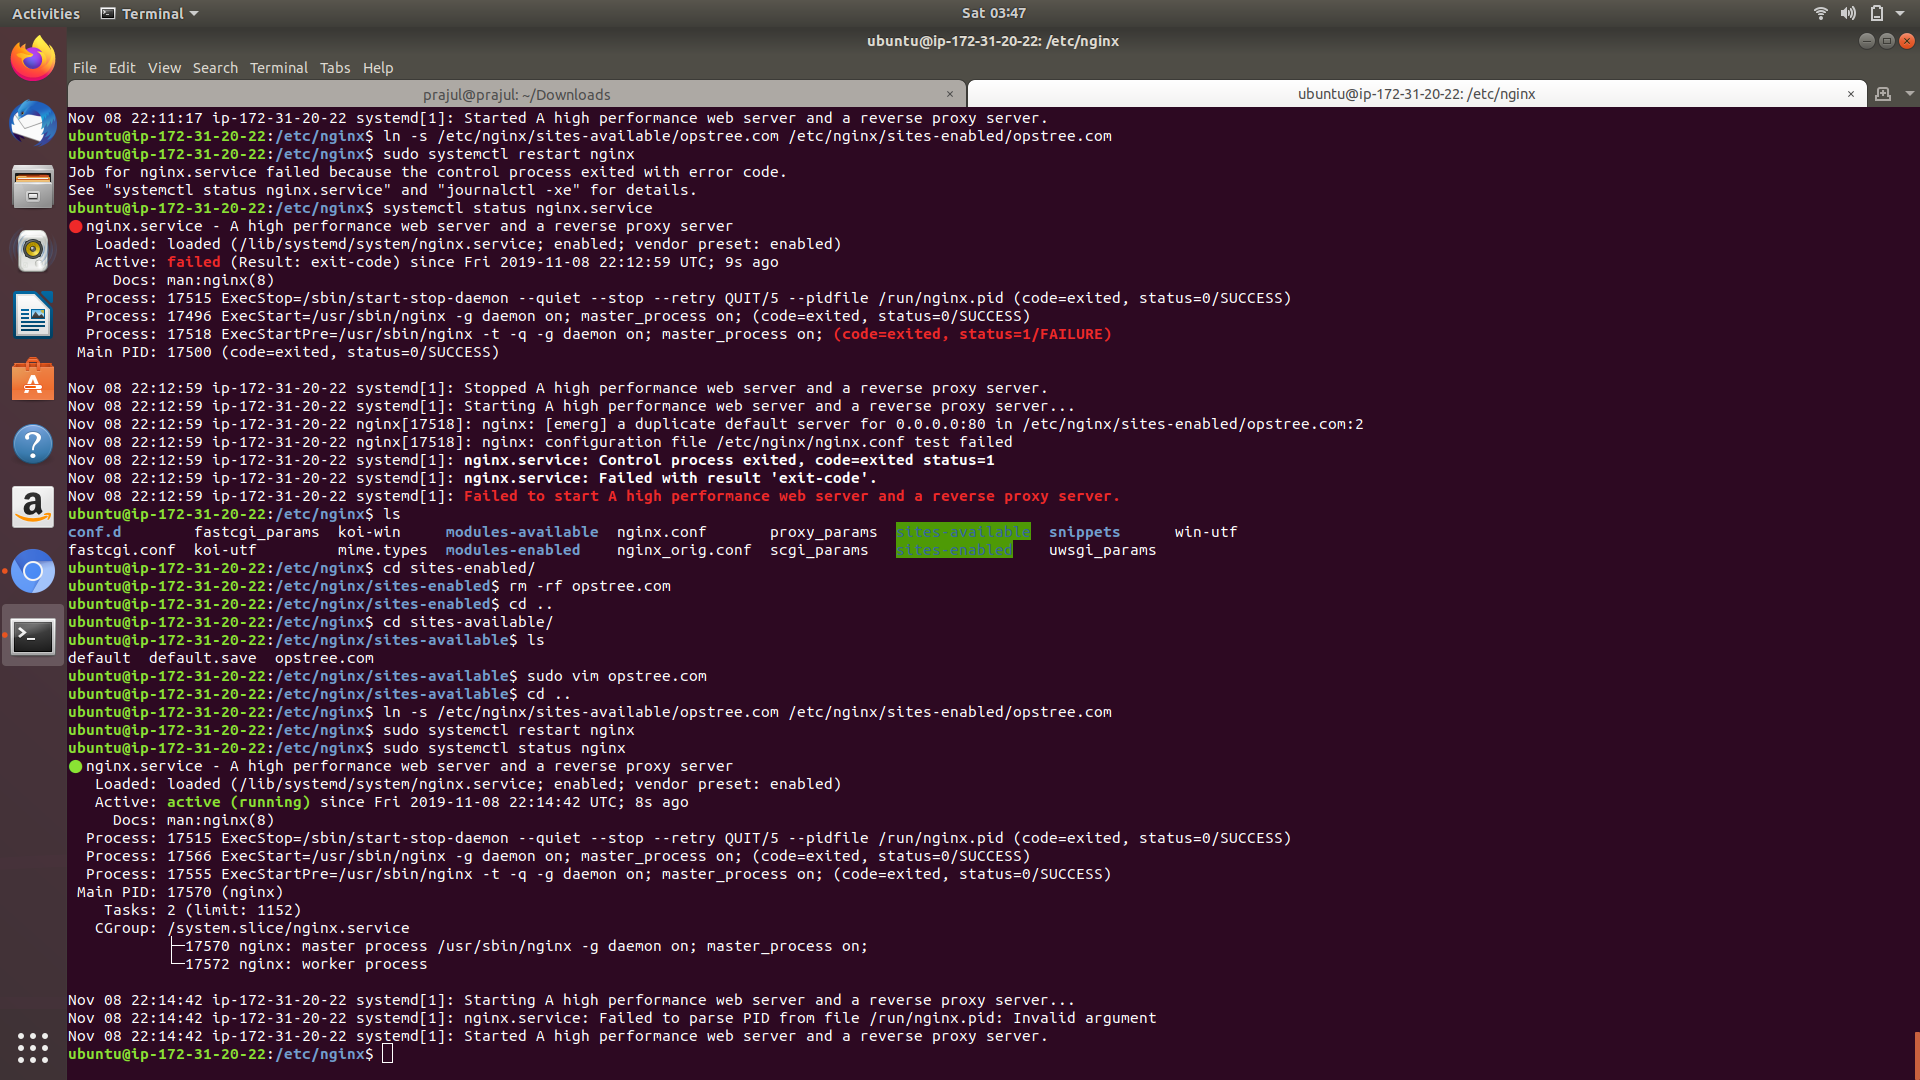 Activities Terminal Sat 03:47
ubuntu@ip-172-31-20-22: /etc/nginx
File Edit View Search Terminal Tabs Help
prajul@prajul: ~/Downloads × ubuntu@ip-172-31-20-22: /etc/nginx ×
Nov 08 22:11:17 ip-172-31-20-22 systemd[1]: Started A high performance web server and a reverse proxy server.
ubuntu@ip-172-31-20-22:/etc/nginx$ ln -s /etc/nginx/sites-available/opstree.com /etc/nginx/sites-enabled/opstree.com
ubuntu@ip-172-31-20-22:/etc/nginx$ sudo systemctl restart nginx
Job for nginx.service failed because the control process exited with error code.
See "systemctl status nginx.service" and "journalctl -xe" for details.
ubuntu@ip-172-31-20-22:/etc/nginx$ systemctl status nginx.service
● nginx.service - A high performance web server and a reverse proxy server
   Loaded: loaded (/lib/systemd/system/nginx.service; enabled; vendor preset: enabled)
   Active: failed (Result: exit-code) since Fri 2019-11-08 22:12:59 UTC; 9s ago
     Docs: man:nginx(8)
  Process: 17515 ExecStop=/sbin/start-stop-daemon --quiet --stop --retry QUIT/5 --pidfile /run/nginx.pid (code=exited, status=0/SUCCESS)
  Process: 17496 ExecStart=/usr/sbin/nginx -g daemon on; master_process on; (code=exited, status=0/SUCCESS)
  Process: 17518 ExecStartPre=/usr/sbin/nginx -t -q -g daemon on; master_process on; (code=exited, status=1/FAILURE)
 Main PID: 17500 (code=exited, status=0/SUCCESS)
Nov 08 22:12:59 ip-172-31-20-22 systemd[1]: Stopped A high performance web server and a reverse proxy server.
Nov 08 22:12:59 ip-172-31-20-22 systemd[1]: Starting A high performance web server and a reverse proxy server...
Nov 08 22:12:59 ip-172-31-20-22 nginx[17518]: nginx: [emerg] a duplicate default server for 0.0.0.0:80 in /etc/nginx/sites-enabled/opstree.com:2
Nov 08 22:12:59 ip-172-31-20-22 nginx[17518]: nginx: configuration file /etc/nginx/nginx.conf test failed
Nov 08 22:12:59 ip-172-31-20-22 systemd[1]: nginx.service: Control process exited, code=exited status=1
Nov 08 22:12:59 ip-172-31-20-22 systemd[1]: nginx.service: Failed with result 'exit-code'.
Nov 08 22:12:59 ip-172-31-20-22 systemd[1]: Failed to start A high performance web server and a reverse proxy server.
ubuntu@ip-172-31-20-22:/etc/nginx$ ls
conf.d        fastcgi_params  koi-win     modules-available  nginx.conf       proxy_params  sites-available  snippets      win-utf
fastcgi.conf  koi-utf         mime.types  modules-enabled    nginx_orig.conf  scgi_params   sites-enabled    uwsgi_params
ubuntu@ip-172-31-20-22:/etc/nginx$ cd sites-enabled/
ubuntu@ip-172-31-20-22:/etc/nginx/sites-enabled$ rm -rf opstree.com
ubuntu@ip-172-31-20-22:/etc/nginx/sites-enabled$ cd ..
ubuntu@ip-172-31-20-22:/etc/nginx$ cd sites-available/
ubuntu@ip-172-31-20-22:/etc/nginx/sites-available$ ls
default  default.save  opstree.com
ubuntu@ip-172-31-20-22:/etc/nginx/sites-available$ sudo vim opstree.com
ubuntu@ip-172-31-20-22:/etc/nginx/sites-available$ cd ..
ubuntu@ip-172-31-20-22:/etc/nginx$ ln -s /etc/nginx/sites-available/opstree.com /etc/nginx/sites-enabled/opstree.com
ubuntu@ip-172-31-20-22:/etc/nginx$ sudo systemctl restart nginx
ubuntu@ip-172-31-20-22:/etc/nginx$ sudo systemctl status nginx
● nginx.service - A high performance web server and a reverse proxy server
   Loaded: loaded (/lib/systemd/system/nginx.service; enabled; vendor preset: enabled)
   Active: active (running) since Fri 2019-11-08 22:14:42 UTC; 8s ago
     Docs: man:nginx(8)
  Process: 17515 ExecStop=/sbin/start-stop-daemon --quiet --stop --retry QUIT/5 --pidfile /run/nginx.pid (code=exited, status=0/SUCCESS)
  Process: 17566 ExecStart=/usr/sbin/nginx -g daemon on; master_process on; (code=exited, status=0/SUCCESS)
  Process: 17555 ExecStartPre=/usr/sbin/nginx -t -q -g daemon on; master_process on; (code=exited, status=0/SUCCESS)
 Main PID: 17570 (nginx)
    Tasks: 2 (limit: 1152)
   CGroup: /system.slice/nginx.service
           ├─17570 nginx: master process /usr/sbin/nginx -g daemon on; master_process on;
           └─17572 nginx: worker process
Nov 08 22:14:42 ip-172-31-20-22 systemd[1]: Starting A high performance web server and a reverse proxy server...
Nov 08 22:14:42 ip-172-31-20-22 systemd[1]: nginx.service: Failed to parse PID from file /run/nginx.pid: Invalid argument
Nov 08 22:14:42 ip-172-31-20-22 systemd[1]: Started A high performance web server and a reverse proxy server.
ubuntu@ip-172-31-20-22:/etc/nginx$